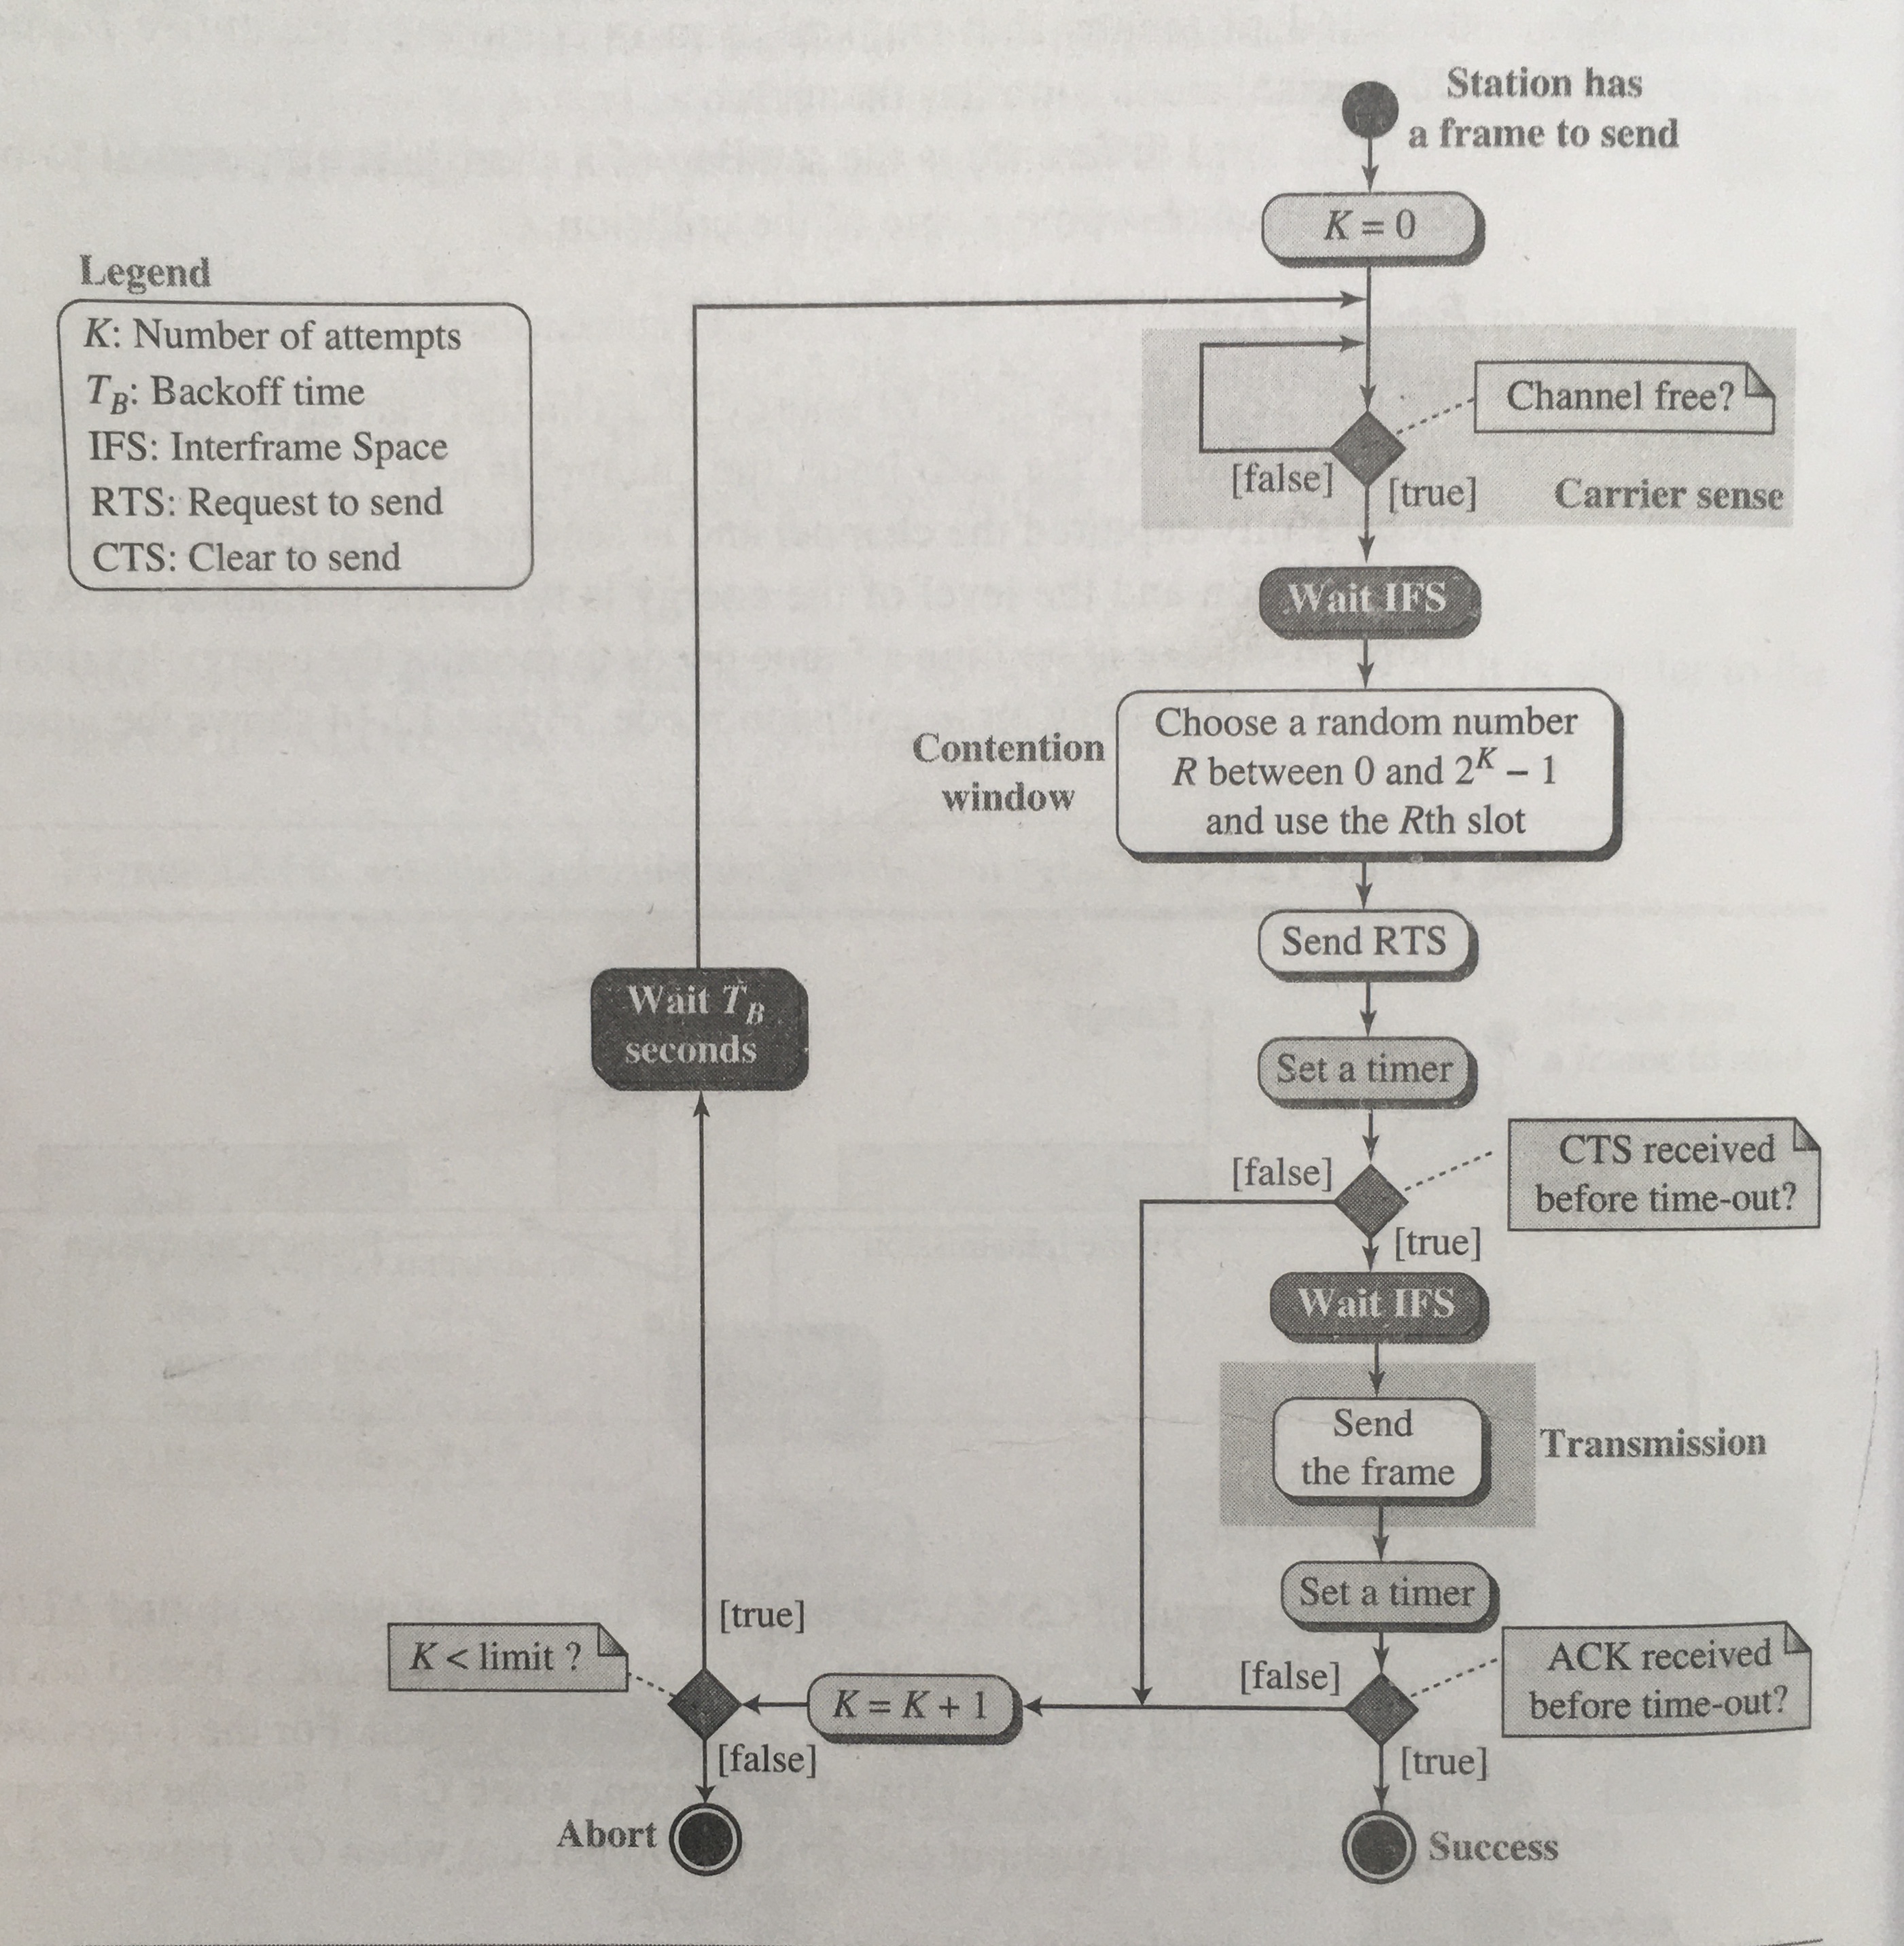 Station has
a frame to send
K = 0
Legend
K: Number of attempts
T_B: Backoff time
IFS: Interframe Space
RTS: Request to send
CTS: Clear to send
Channel free?
[false]
[true]
Carrier sense
Wait IFS
Contention
window
Choose a random number
R between 0 and 2^K – 1
and use the Rth slot
Send RTS
Wait T_B
seconds
Set a timer
CTS received
before time-out?
[false]
[true]
Wait IFS
Send
the frame
Transmission
Set a timer
[true]
K < limit ?
K = K + 1
[false]
ACK received
before time-out?
[false]
[true]
Abort
Success